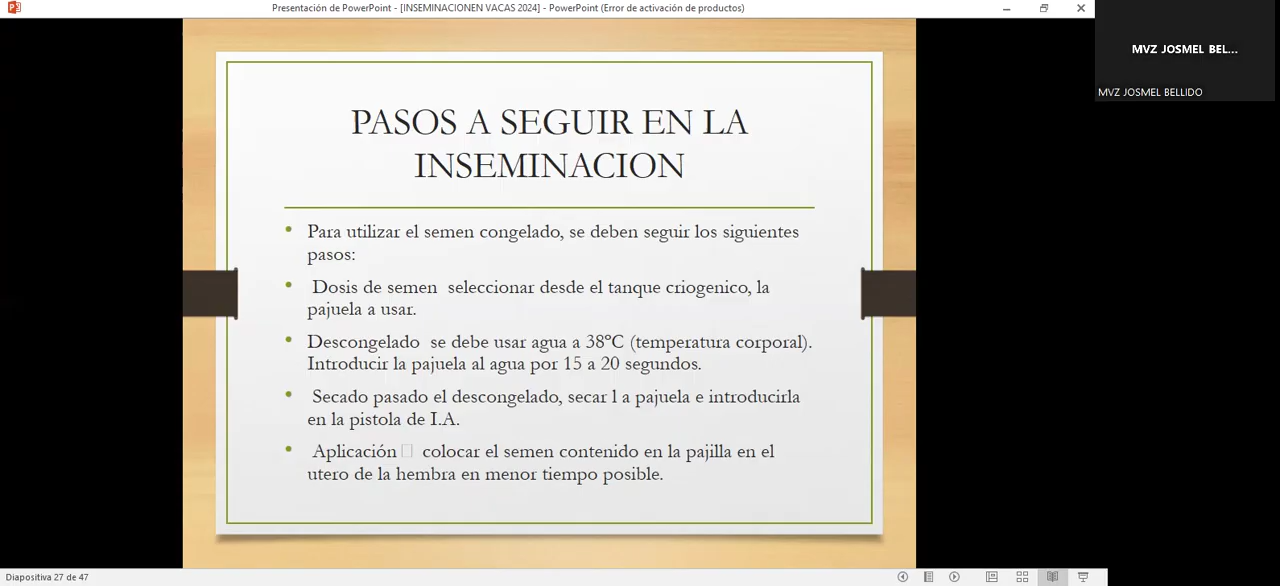 Presentación de PowerPoint - [INSEMINACIONEN VACAS 2024] - PowerPoint (Error de activación de productos)
MVZ JOSMEL BEL...
MVZ JOSMEL BELLIDO
PASOS A SEGUIR EN LA
INSEMINACION
• Para utilizar el semen congelado, se deben seguir los siguientes
pasos:
• Dosis de semen seleccionar desde el tanque criogenico, la
pajuela a usar.
• Descongelado se debe usar agua a 38ºC (temperatura corporal).
Introducir la pajuela al agua por 15 a 20 segundos.
• Secado pasado el descongelado, secar l a pajuela e introducirla
en la pistola de I.A.
• Aplicación colocar el semen contenido en la pajilla en el
utero de la hembra en menor tiempo posible.
Diapositiva 27 de 47